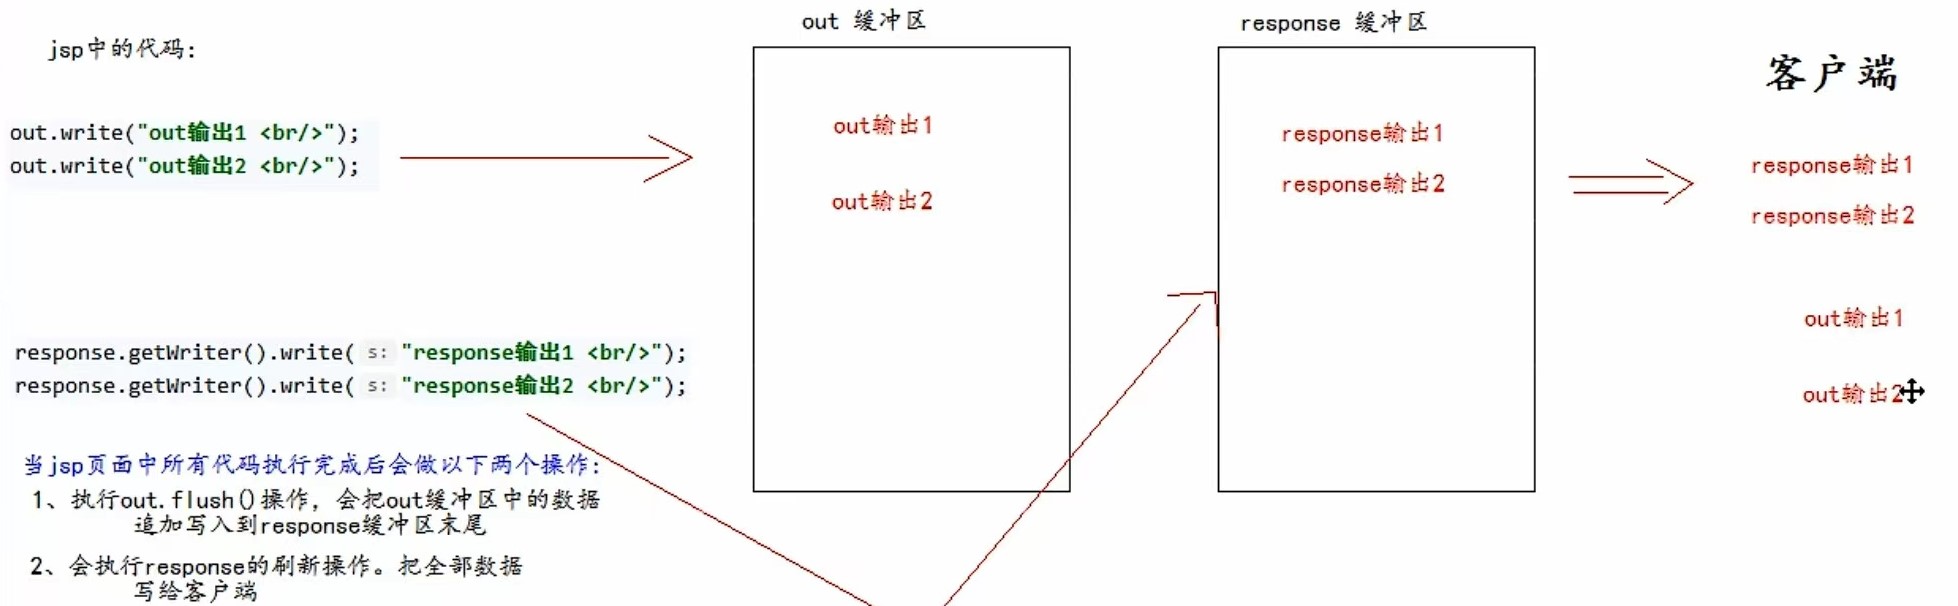 jsp中的代码:
out.write("out输出1 <br/>");
out.write("out输出2 <br/>");
response.getWriter().write( s: "response输出1 <br/>");
response.getWriter().write( s: "response输出2 <br/>");
当jsp页面中所有代码执行完成后会做以下两个操作:
1、执行out.flush()操作，会把out缓冲区中的数据
追加写入到response缓冲区末尾
2、会执行response的刷新操作。把全部数据
写给客户端
out 缓冲区
out输出1
out输出2
response 缓冲区
response输出1
response输出2
客户端
response输出1
response输出2
out输出1
out输出2